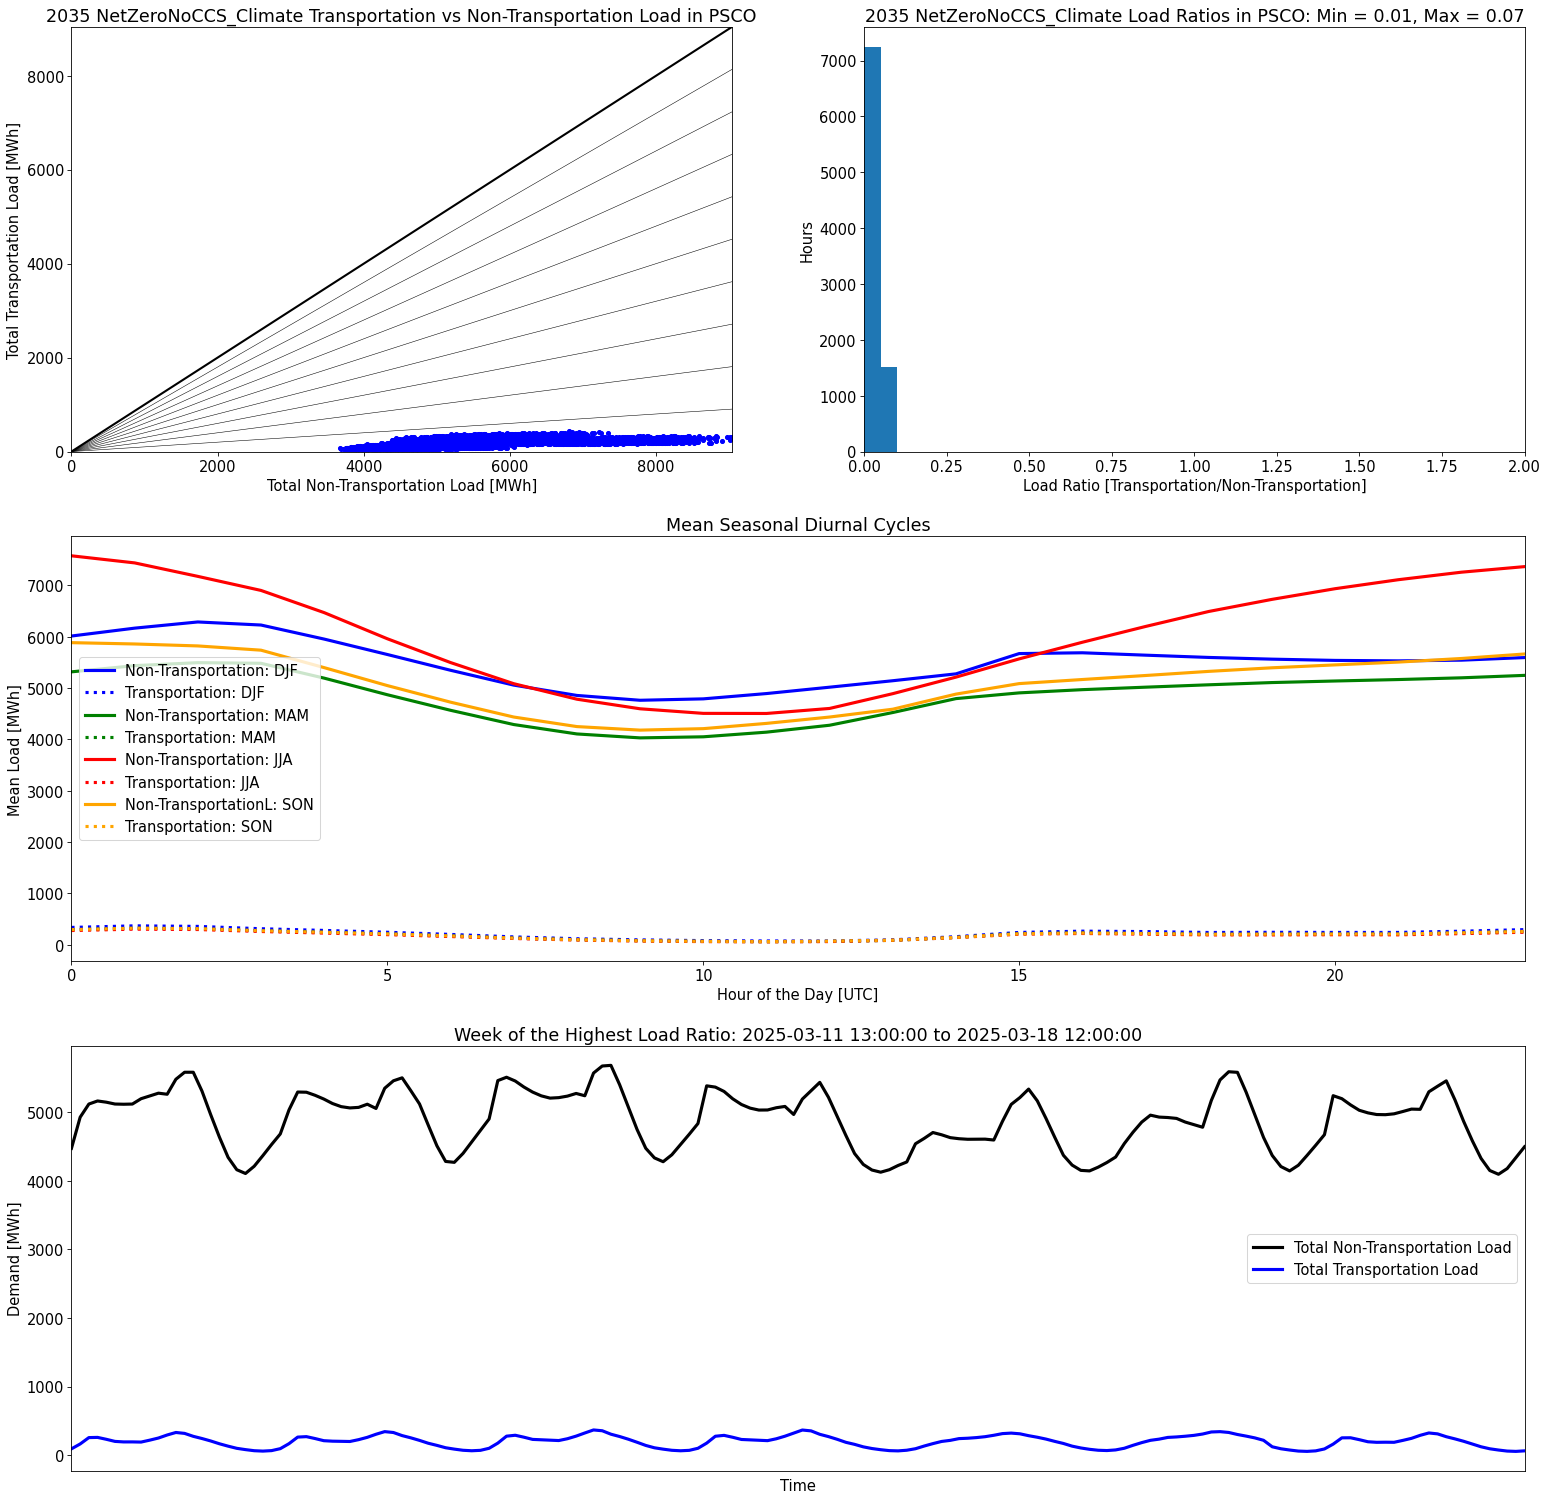 2035 NetZeroNoCCS_Climate Transportation vs Non-Transportation Load in PSCO
Total Transportation Load [MWh]
8000
6000
4000
2000
0
0 2000 4000 6000 8000
Total Non-Transportation Load [MWh]
2035 NetZeroNoCCS_Climate Load Ratios in PSCO: Min = 0.01, Max = 0.07
Hours
7000
6000
5000
4000
3000
2000
1000
0
0.00 0.25 0.50 0.75 1.00 1.25 1.50 1.75 2.00
Load Ratio [Transportation/Non-Transportation]
Mean Seasonal Diurnal Cycles
Mean Load [MWh]
7000
6000
5000
4000
3000
2000
1000
0
Non-Transportation: DJF
Transportation: DJF
Non-Transportation: MAM
Transportation: MAM
Non-Transportation: JJA
Transportation: JJA
Non-TransportationL: SON
Transportation: SON
0 5 10 15 20
Hour of the Day [UTC]
Week of the Highest Load Ratio: 2025-03-11 13:00:00 to 2025-03-18 12:00:00
Demand [MWh]
5000
4000
3000
2000
1000
0
Total Non-Transportation Load
Total Transportation Load
Time